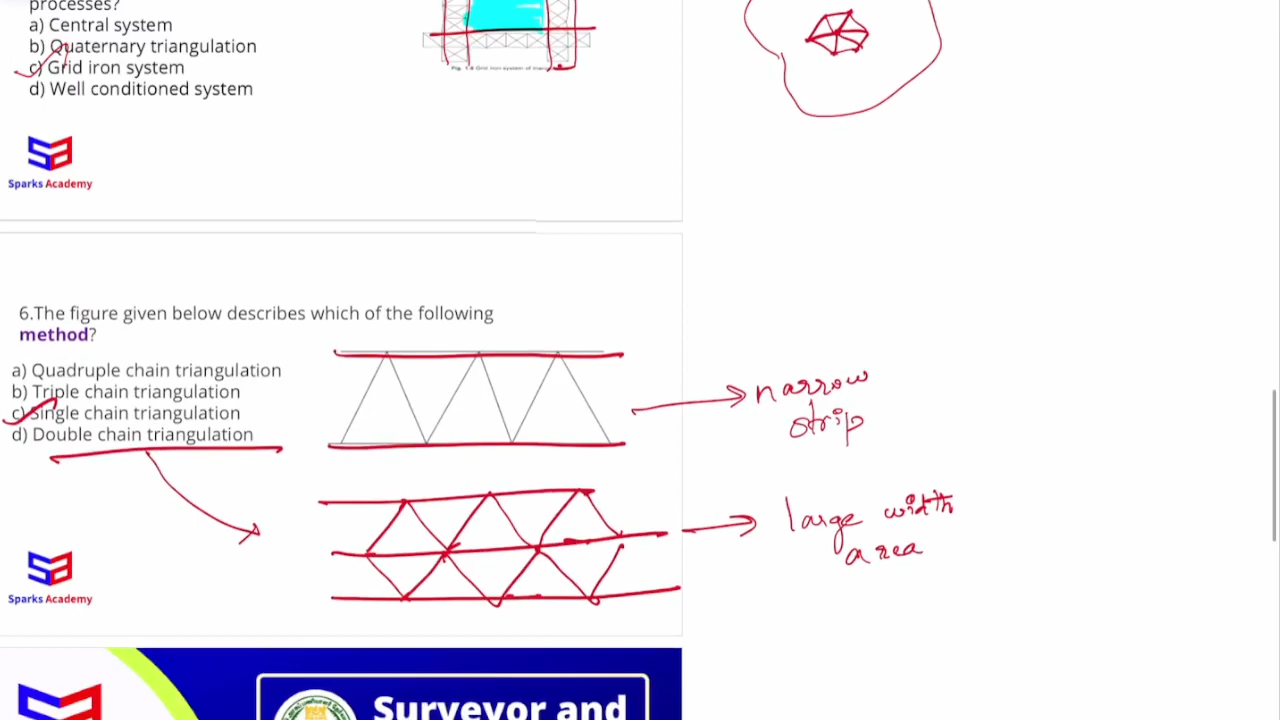 processes?
a) Central system
b) Quaternary triangulation
c) Grid iron system
d) Well conditioned system
Sparks Academy
6.The figure given below describes which of the following
method?
a) Quadruple chain triangulation
b) Triple chain triangulation
c) Single chain triangulation
d) Double chain triangulation
narrow
strip
large width
area
Sparks Academy
Surveyor and